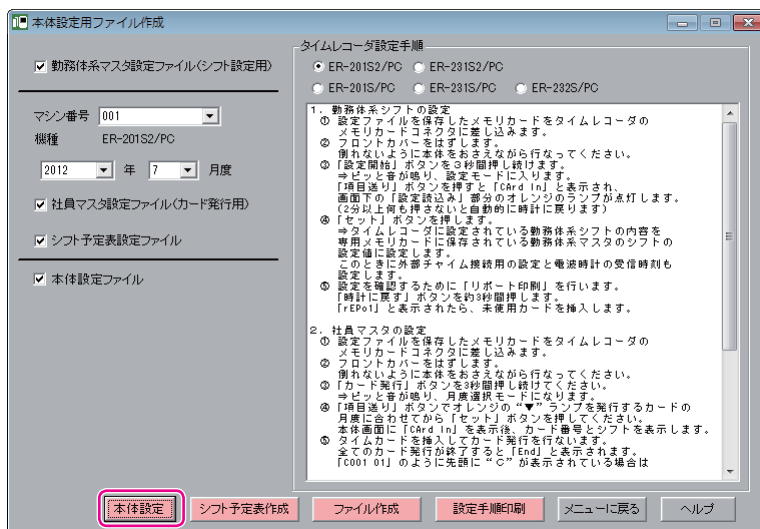 本体設定用ファイル作成
勤務体系マスタ設定ファイル(シフト設定用)
マシン番号 001
機種 ER-201S2/PC
2012 年 7 月度
社員マスタ設定ファイル(カード発行用)
シフト予定表設定ファイル
本体設定ファイル
タイムレコーダ設定手順
ER-201S2/PC ER-231S2/PC
ER-201S/PC ER-231S/PC ER-232S/PC
1. 勤務体系シフトの設定
① 設定ファイルを保存したメモリカードをタイムレコーダの
メモリカードコネクタに差し込みます。
② フロントカバーをはずします。
倒れないように本体をおさえながら行なってください。
③ 「設定開始」ボタンを3秒間押し続けます。
⇒ピッと音が鳴り、設定モードに入ります。
「項目送り」ボタンを押すと「CArd In」と表示され、
画面下の「設定読込み」部分のオレンジのランプが点灯します。
(2分以上何も押さないと自動的に時計に戻ります)
④ 「セット」ボタンを押します。
⇒タイムレコーダに設定されている勤務体系シフトの内容を
専用メモリカードに保存されている勤務体系マスタのシフトの
設定値に設定します。
このときに外部チャイム接続用の設定と電波時計の受信時刻も
設定します。
⑤ 設定を確認するために「リポート印刷」を行います。
「時計に戻す」ボタンを約3秒間押します。
「rEPo1」と表示されたら、未使用カードを挿入します。
2. 社員マスタの設定
① 設定ファイルを保存したメモリカードをタイムレコーダの
メモリカードコネクタに差し込みます。
② フロントカバーをはずします。
倒れないように本体をおさえながら行なってください。
③ 「カード発行」ボタンを3秒間押し続けてください。
⇒ピッと音が鳴り、月度選択モードになります。
④ 「項目送り」ボタンでオレンジの“▼”ランプを発行するカードの
月度に合わせてから「セット」ボタンを押してください。
本体画面に「CArd In」を表示後、カード番号とシフトを表示します。
⑤ タイムカードを挿入してカード発行を行ないます。
全てのカード発行が終了すると「End」と表示されます。
「C001 01」のように先頭に“C”が表示されている場合は
本体設定 シフト予定表作成 ファイル作成 設定手順印刷 メニューに戻る ヘルプ